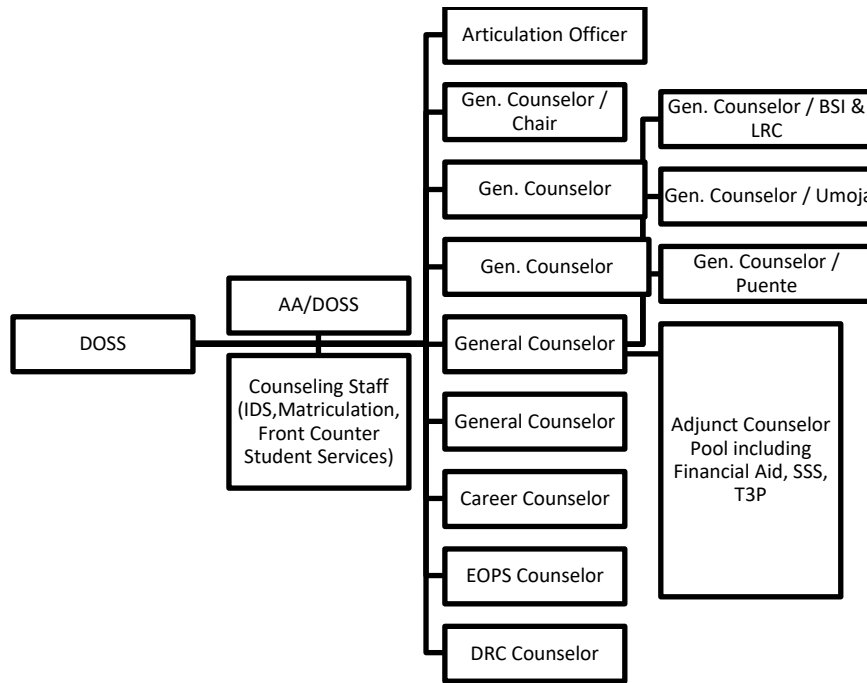 Articulation Officer
Gen. Counselor /
Chair
Gen. Counselor
Gen. Counselor
General Counselor
General Counselor
Career Counselor
EOPS Counselor
DRC Counselor
Gen. Counselor / BSI &
LRC
Gen. Counselor / Umoja
Gen. Counselor /
Puente
Adjunct Counselor
Pool including
Financial Aid, SSS,
T3P
AA/DOSS
DOSS
Counseling Staff
(IDS,Matriculation,
Front Counter
Student Services)